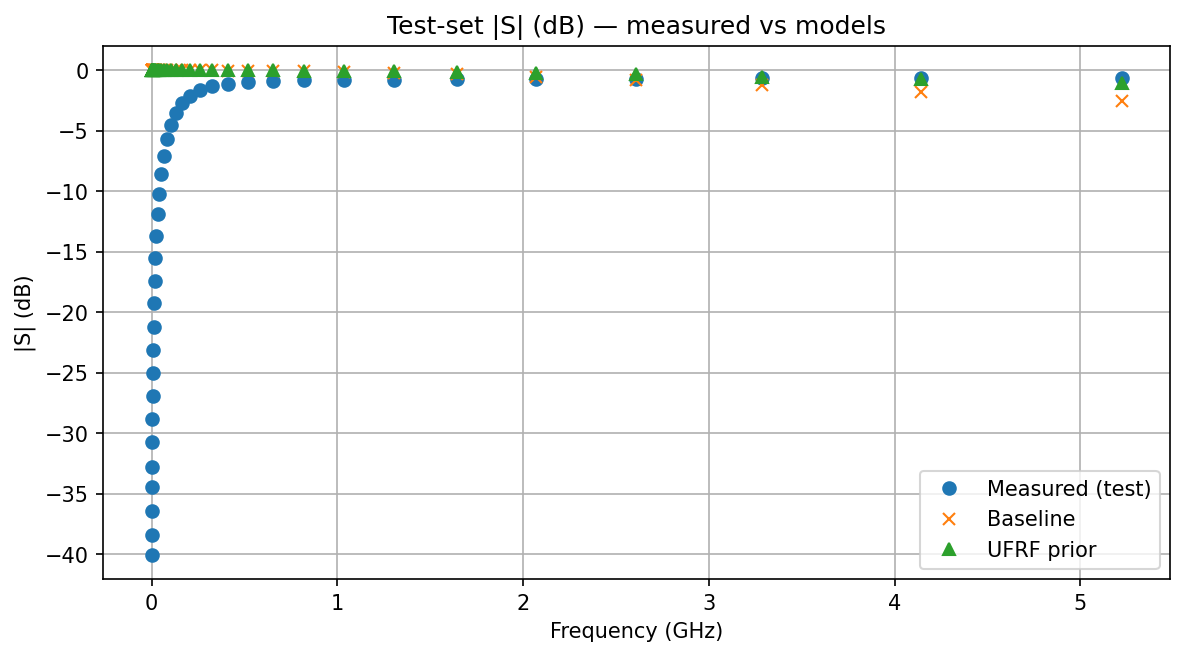 Test-set |S| (dB) — measured vs models
0
−5
−10
−15
−20
−25
−30
−35
−40
|S| (dB)
0 1 2 3 4 5
Frequency (GHz)
Measured (test)
Baseline
UFRF prior